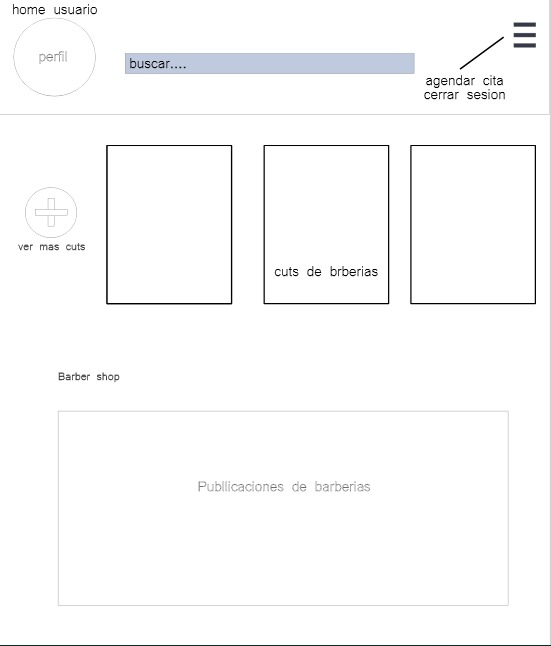 home usuario
perfil
buscar....
agendar cita
cerrar sesion
ver mas cuts
cuts de brberias
Barber shop
Publlicaciones de barberias